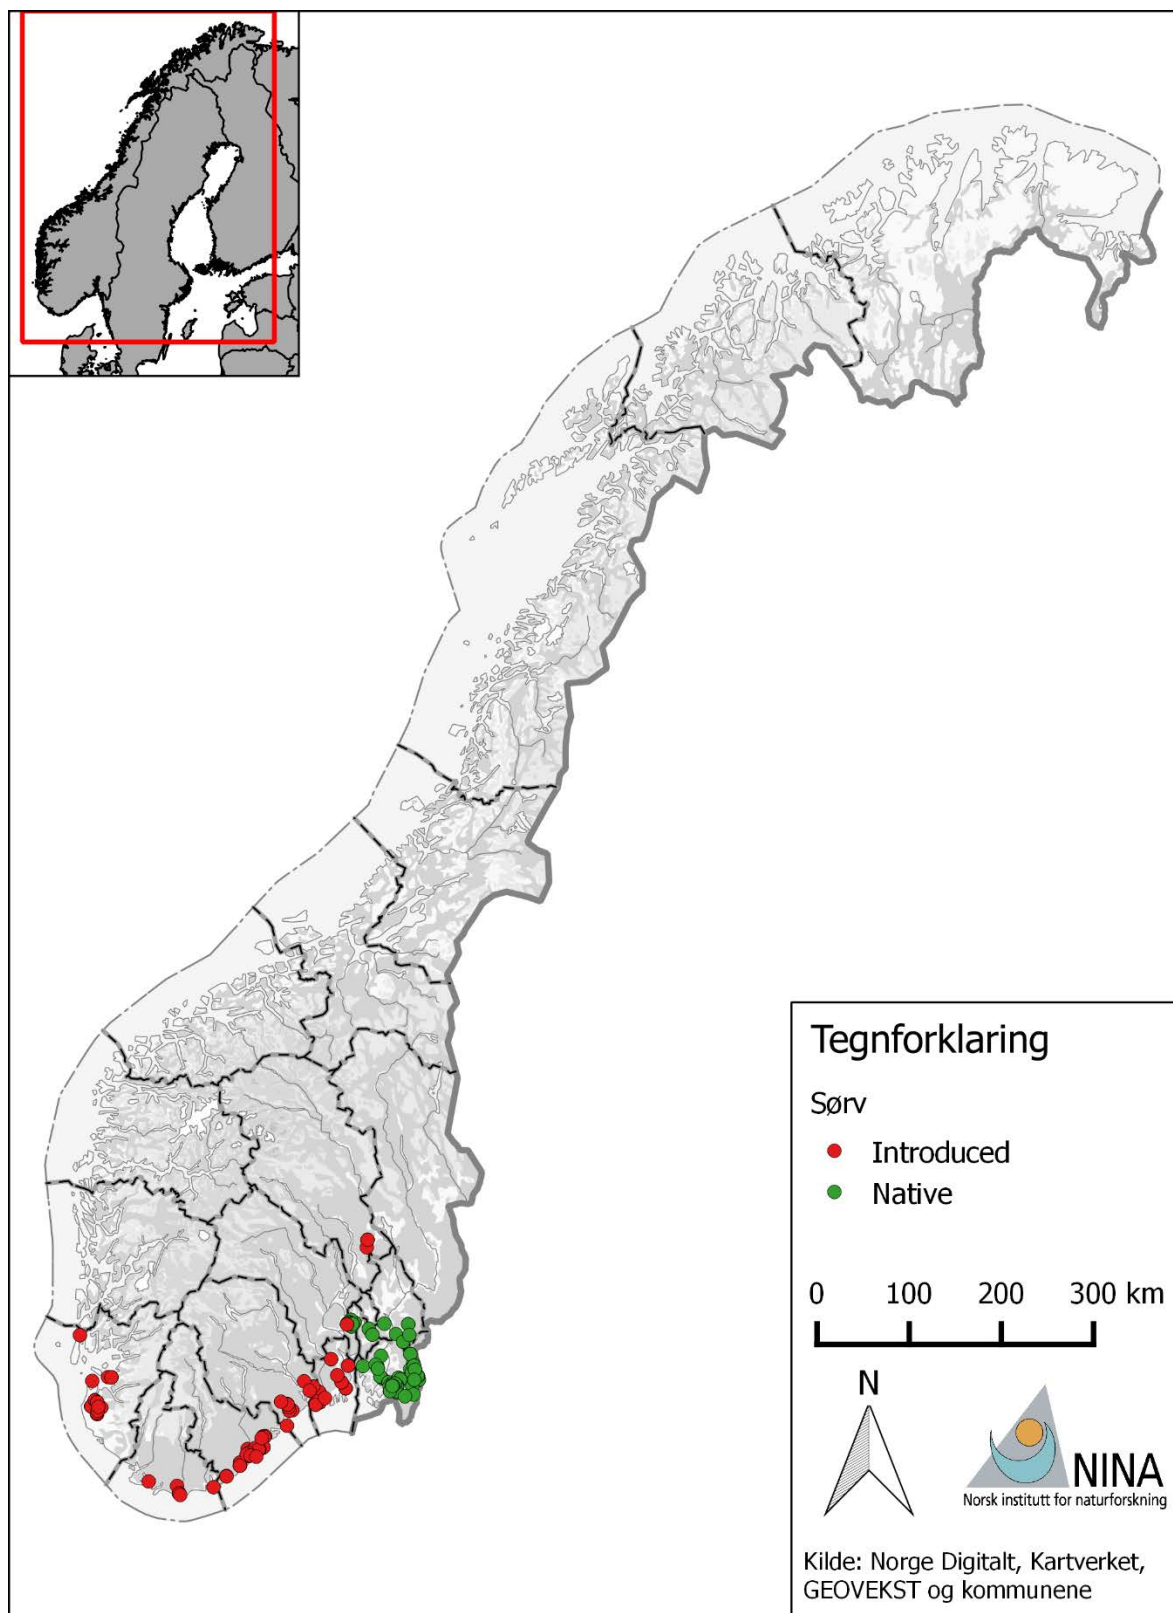 Tegnforklaring
Sørv
Introduced
Native
0 100 200 300 km
N
NINA
Norsk institutt for naturforskning
Kilde: Norge Digitalt, Kartverket,
GEOVEKST og kommunene